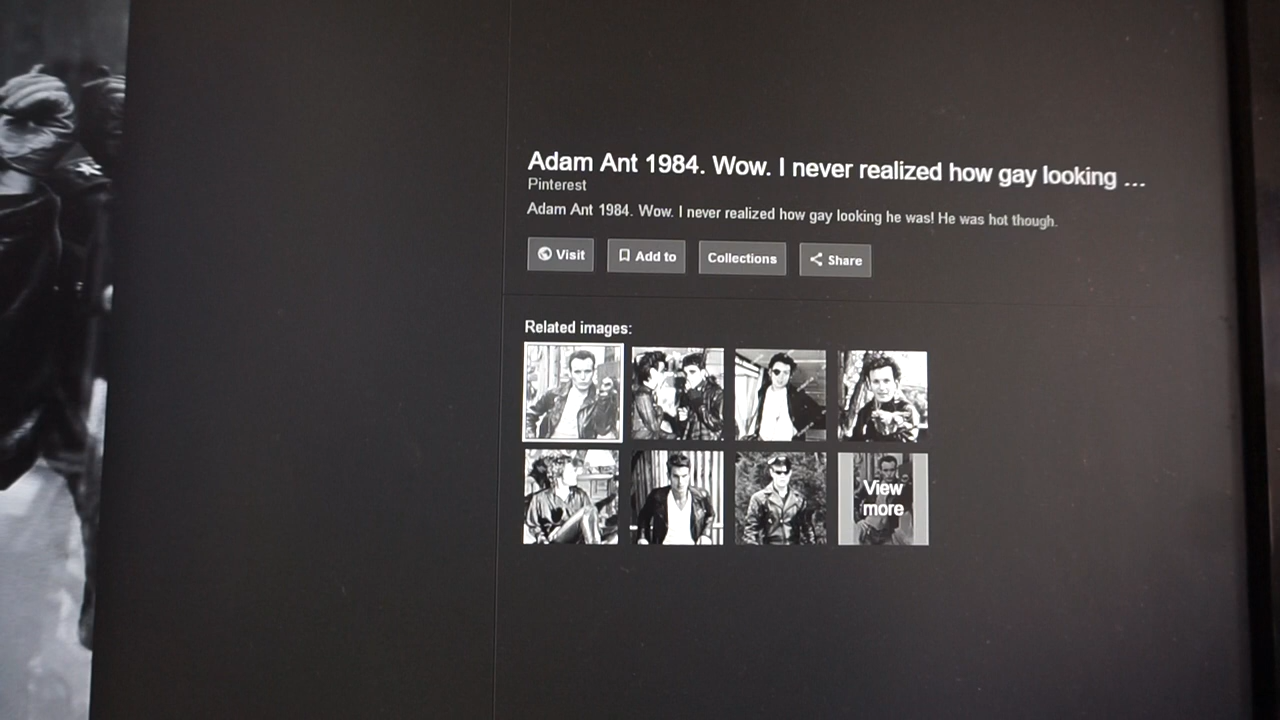 Adam Ant 1984. Wow. I never realized how gay looking ...
Pinterest
Adam Ant 1984. Wow. I never realized how gay looking he was! He was hot though.
Visit
Add to
Collections
Share
Related images:
View
more